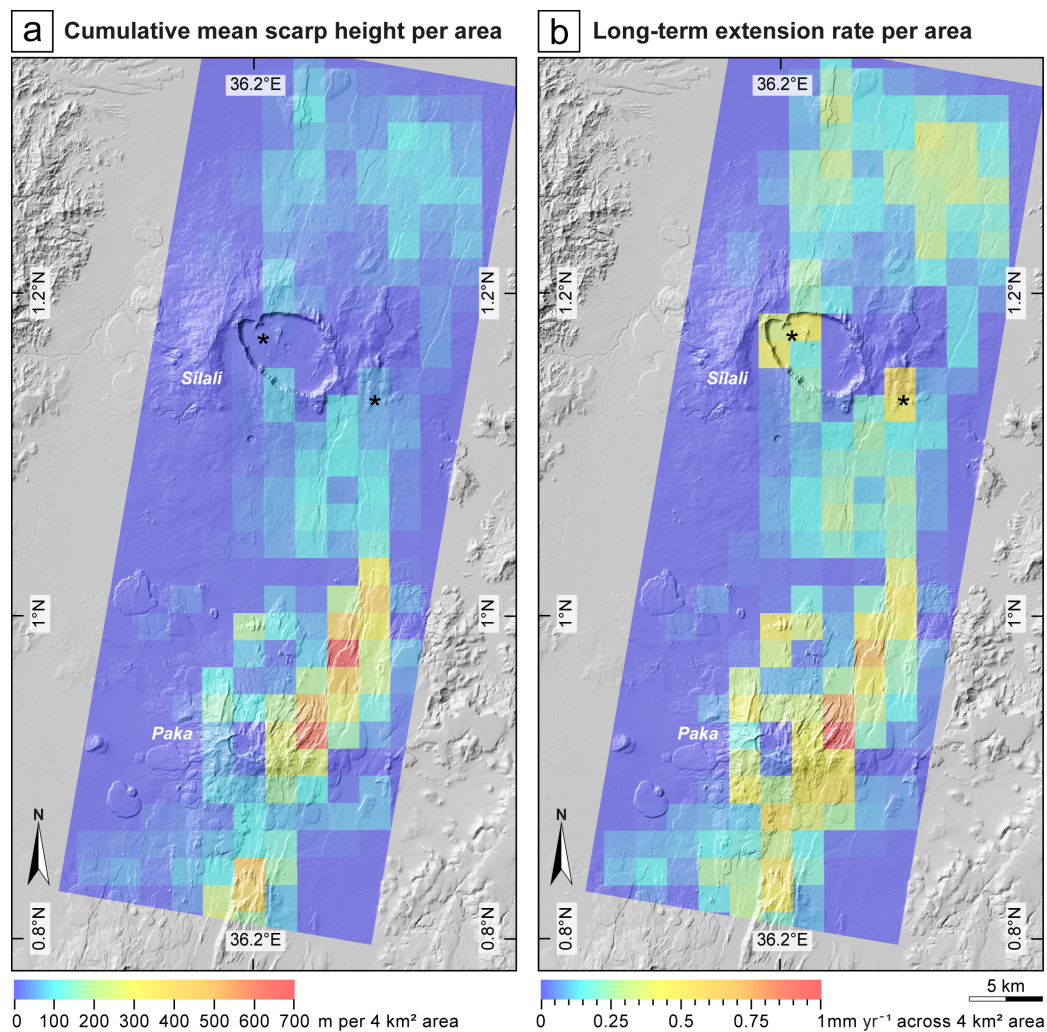 a Cumulative mean scarp height per area
b Long-term extension rate per area
36.2°E
36.2°E
1.2°N
1.2°N
1.2°N
1.2°N
*
*
*
*
Silali
Silali
1°N
1°N
Paka
Paka
N
N
0.8°N
0.8°N
0.8°N
0.8°N
36.2°E
36.2°E
0 100 200 300 400 500 600 700 m per 4 km² area
0 0.25 0.5 0.75 1 mm yr⁻¹ across 4 km² area
5 km